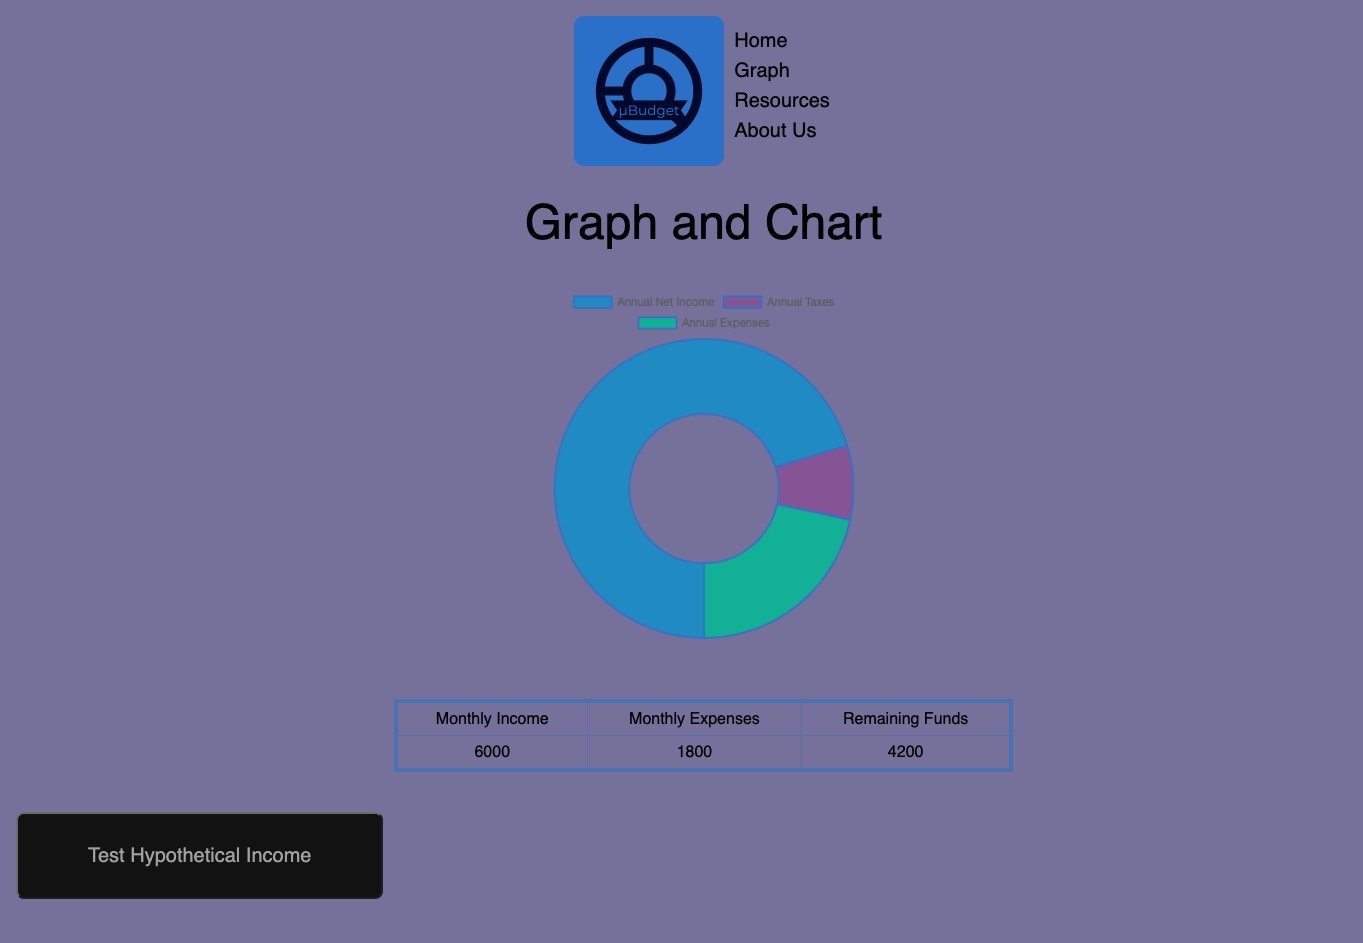 µBudget
Home
Graph
Resources
About Us
Graph and Chart
Annual Net Income Annual Taxes
Annual Expenses
Monthly Income Monthly Expenses Remaining Funds
6000 1800 4200
Test Hypothetical Income